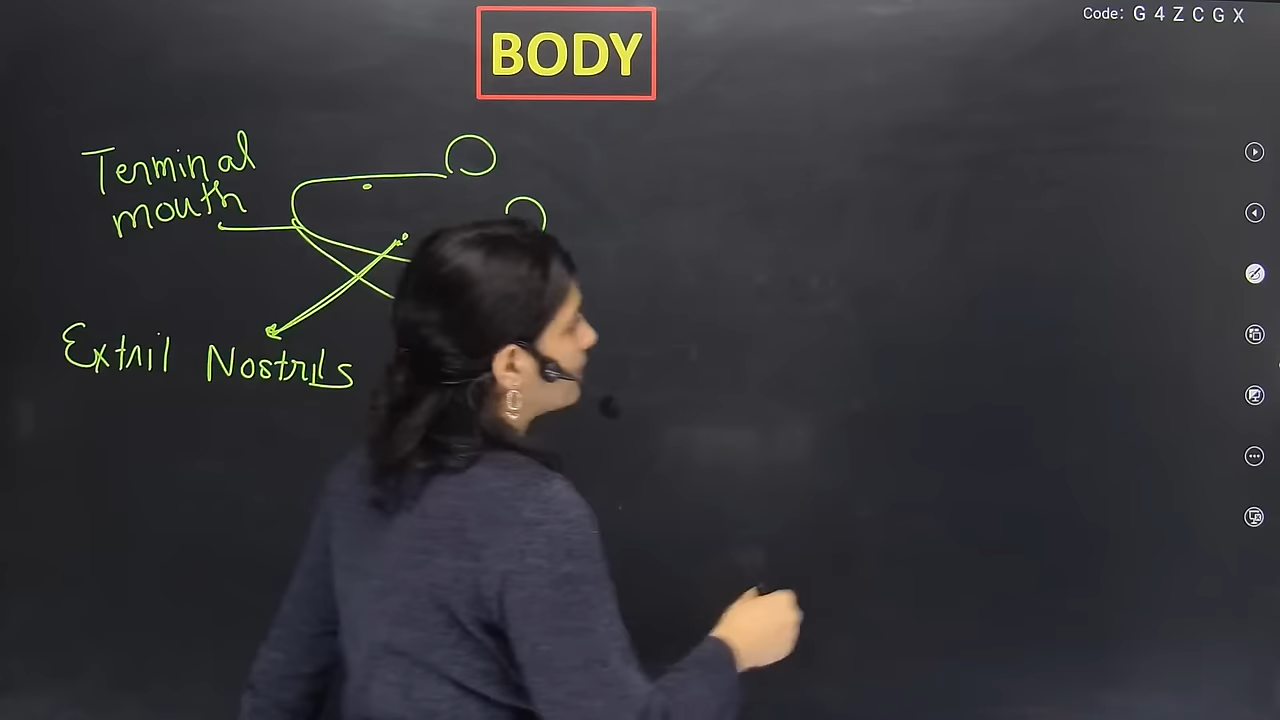 Code: G 4 Z C G X
BODY
Terminal
mouth
Extril Nostrils